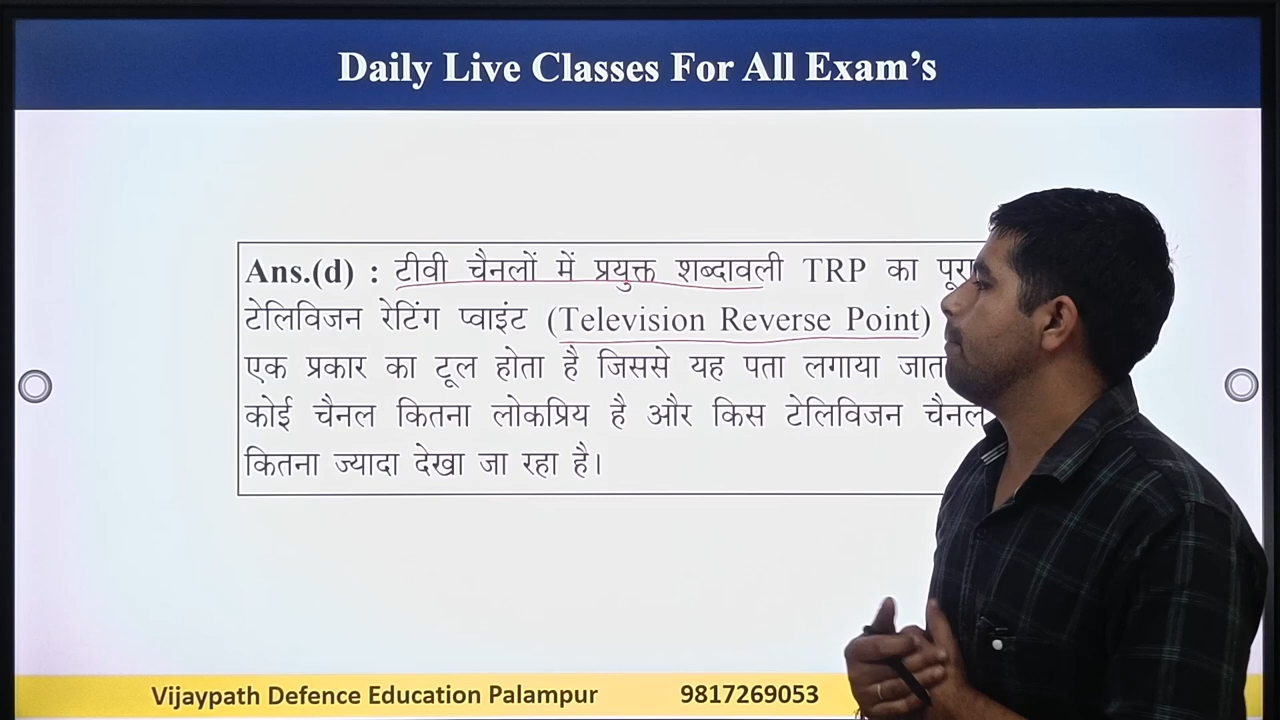 Daily Live Classes For All Exam’s
Ans.(d) : टीवी चैनलों में प्रयुक्त शब्दावली TRP का
टेलिविजन रेटिंग प्वाइंट (Television Reverse Point)
एक प्रकार का टूल होता है जिससे यह पता लगाया
कोई चैनल कितना लोकप्रिय है और किस टेलिविजन चैनल
कितना ज्यादा देखा जा रहा है।
Vijaypath Defence Education Palampur 9817269053